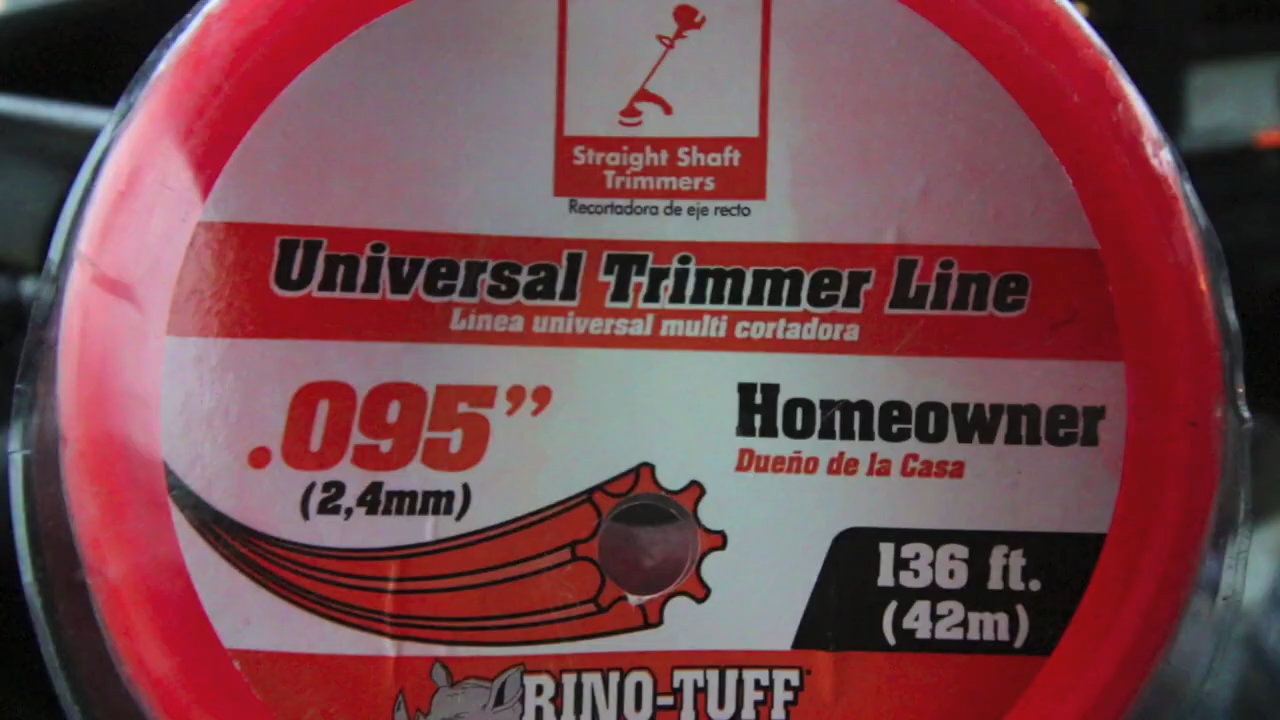 Straight Shaft
Trimmers
Recortadora de eje recto
Universal Trimmer Line
Línea universal multi cortadora
.095”
(2,4mm)
Homeowner
Dueño de la Casa
136 ft.
(42m)
RINO-TUFF